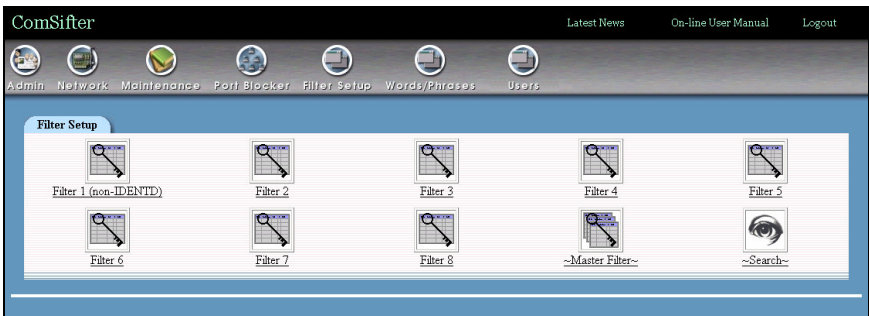 ComSifter
Latest News On-line User Manual Logout
Admin Network Maintenance Port Blocker Filter Setup Words/Phrases Users
Filter Setup
Filter 1 (non-IDENTD) Filter 2 Filter 3 Filter 4 Filter 5
Filter 6 Filter 7 Filter 8 ~Master Filter~ ~Search~